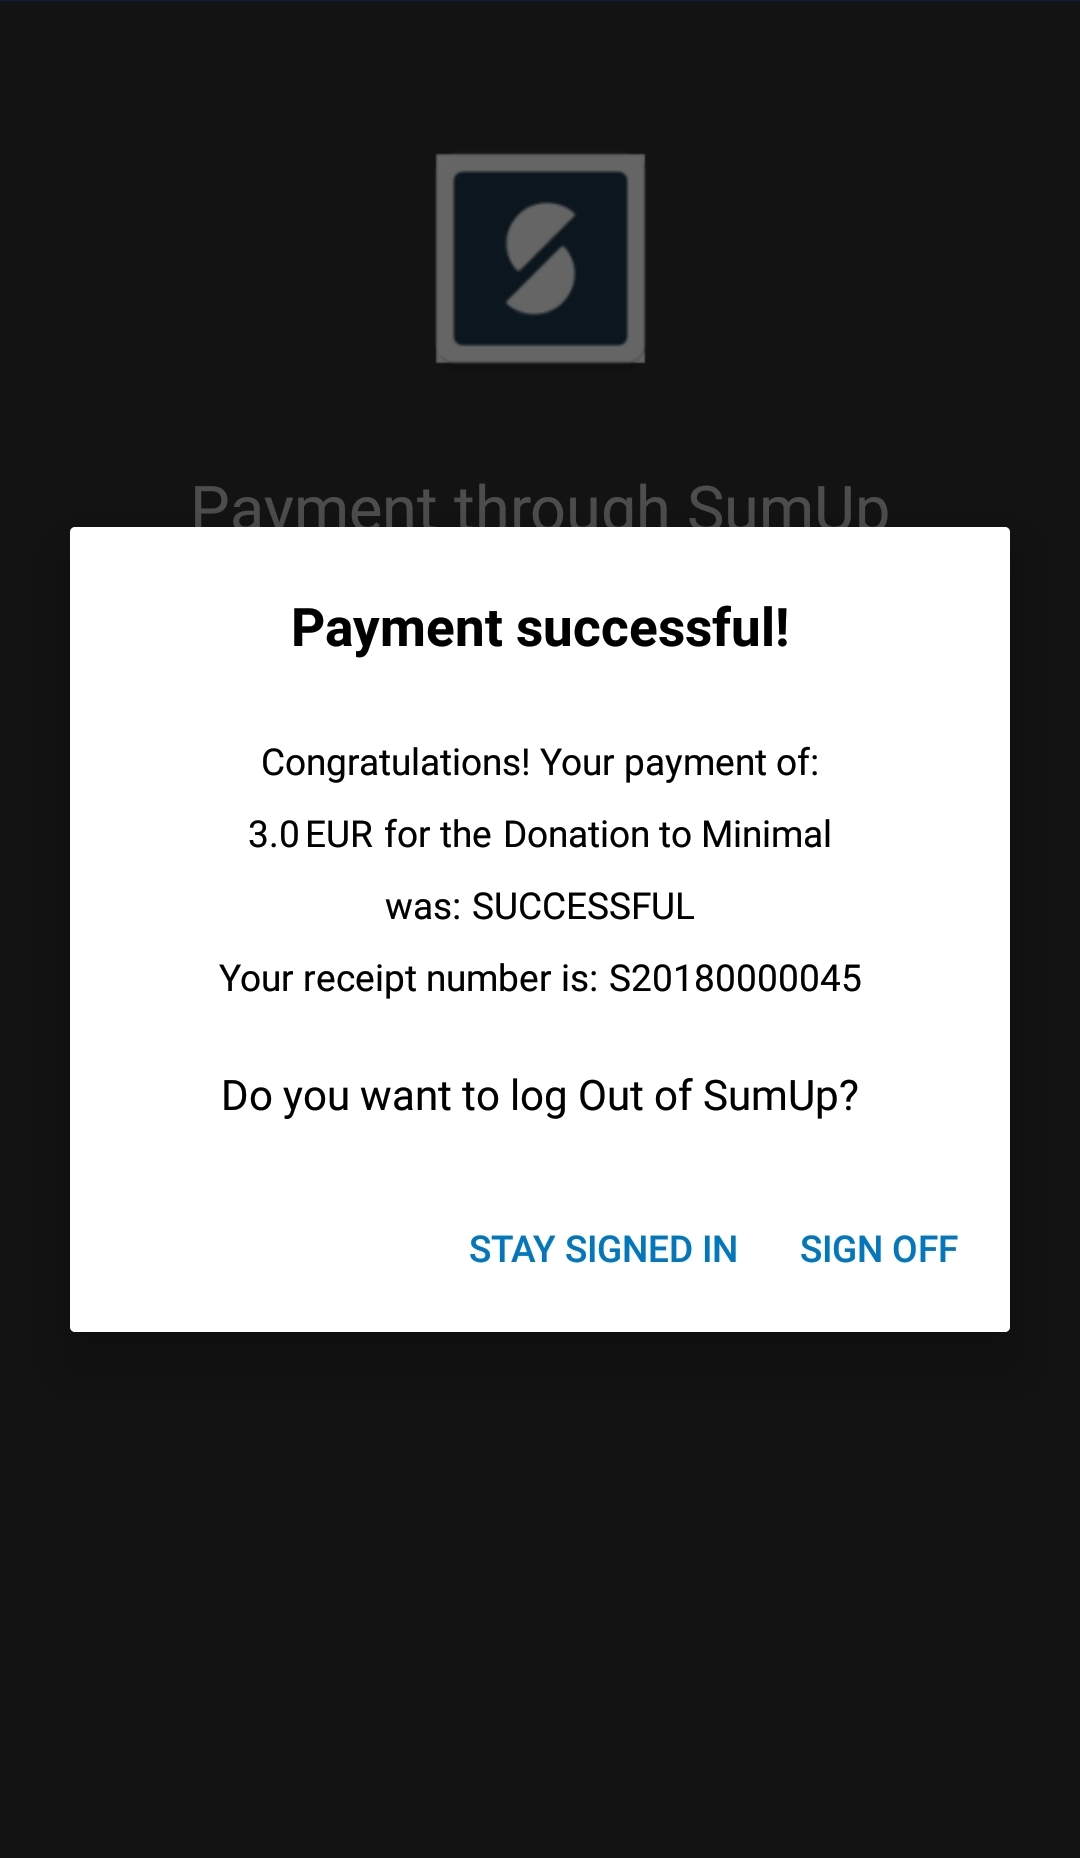 Payment through SumUp
Payment successful!
Congratulations! Your payment of:
3.0 EUR for the Donation to Minimal
was: SUCCESSFUL
Your receipt number is: S20180000045
Do you want to log Out of SumUp?
STAY SIGNED IN SIGN OFF